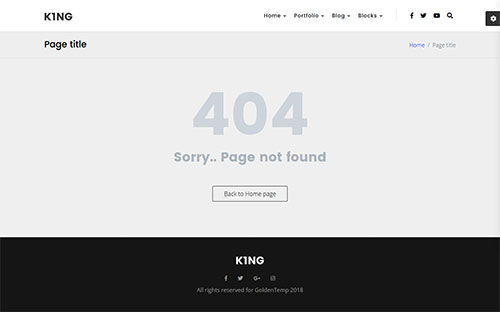 K1NG
Home Portfolio Blog Blocks
Page title
Home / Page title
404
Sorry.. Page not found
Back to Home page
K1NG
All rights reserved for GoldenTemp 2018